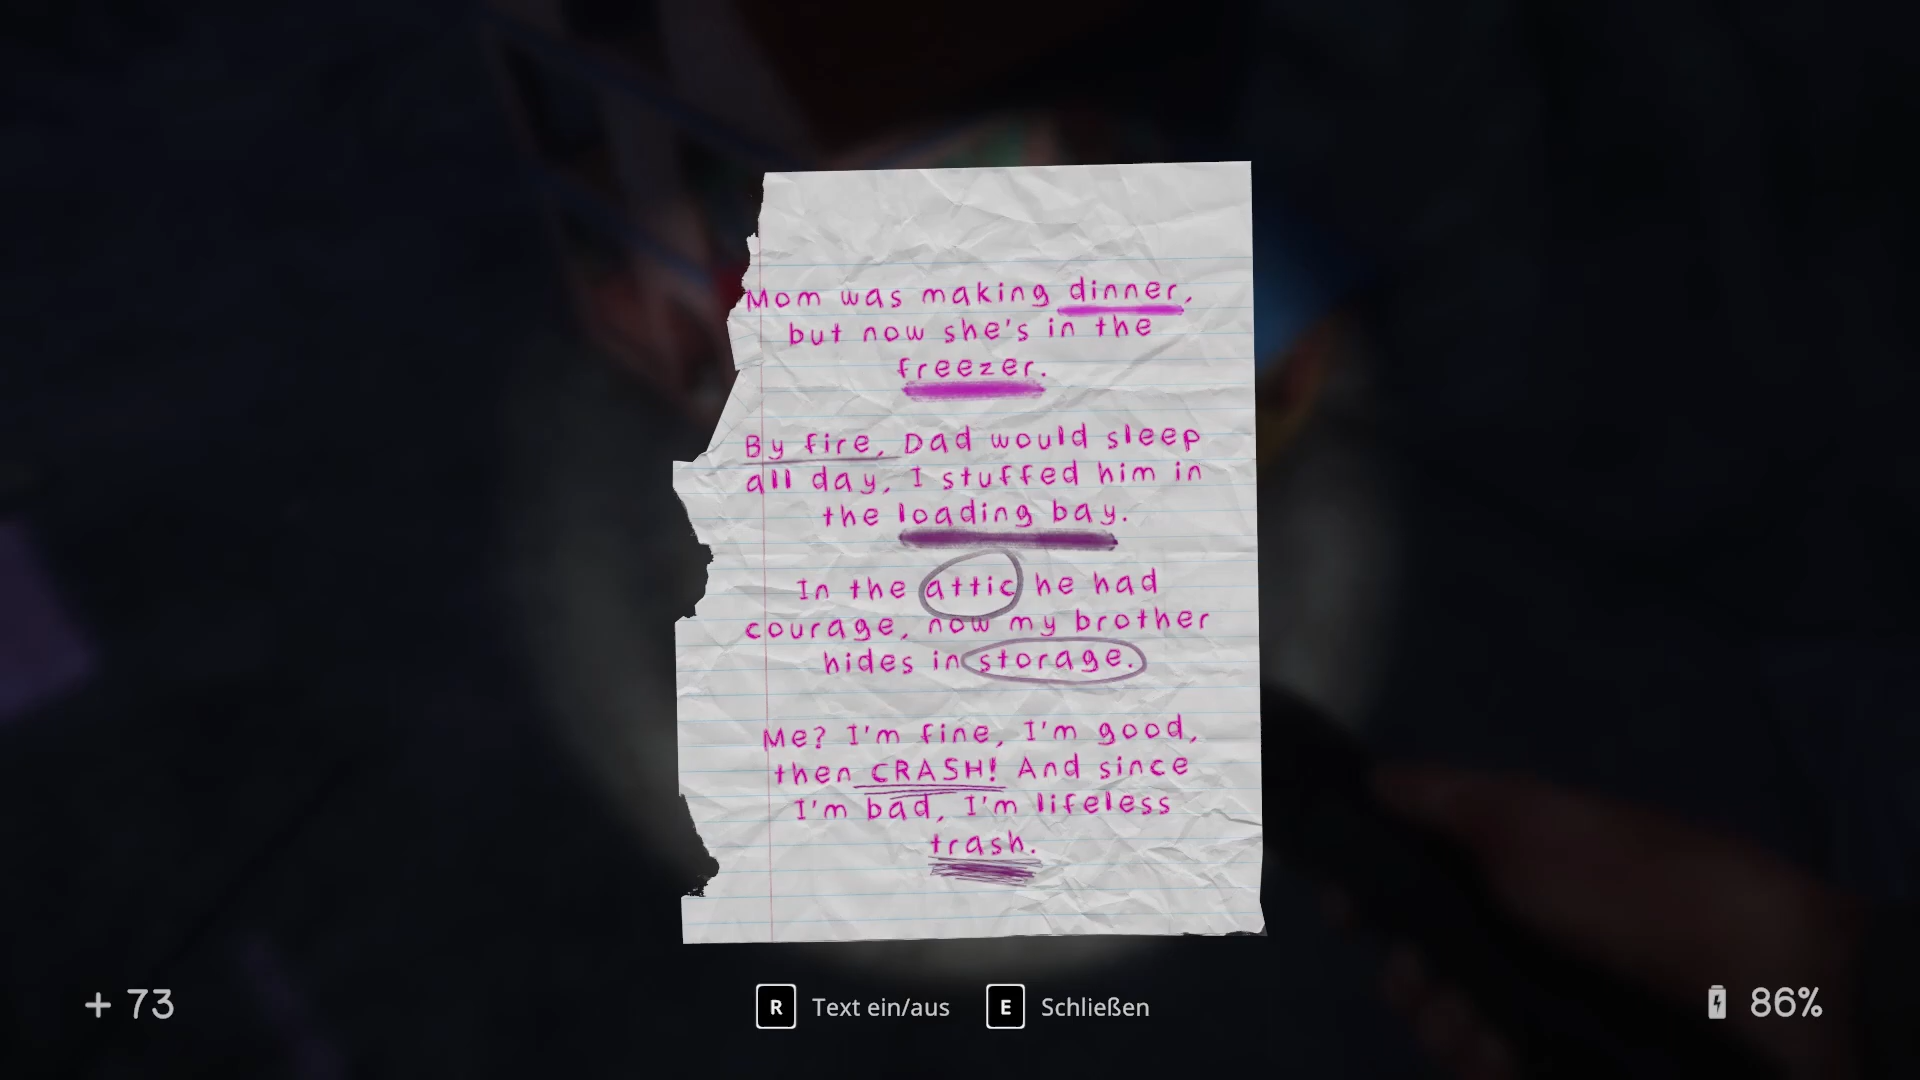 Mom was making dinner,
but now she's in the
freezer.
By fire, Dad would sleep
all day, I stuffed him in
the loading bay.
In the attic he had
courage, now my brother
hides in storage.
Me? I'm fine, I'm good,
then CRASH! And since
I'm bad, I'm lifeless
trash.
+ 73
R Text ein/aus E Schließen
86%